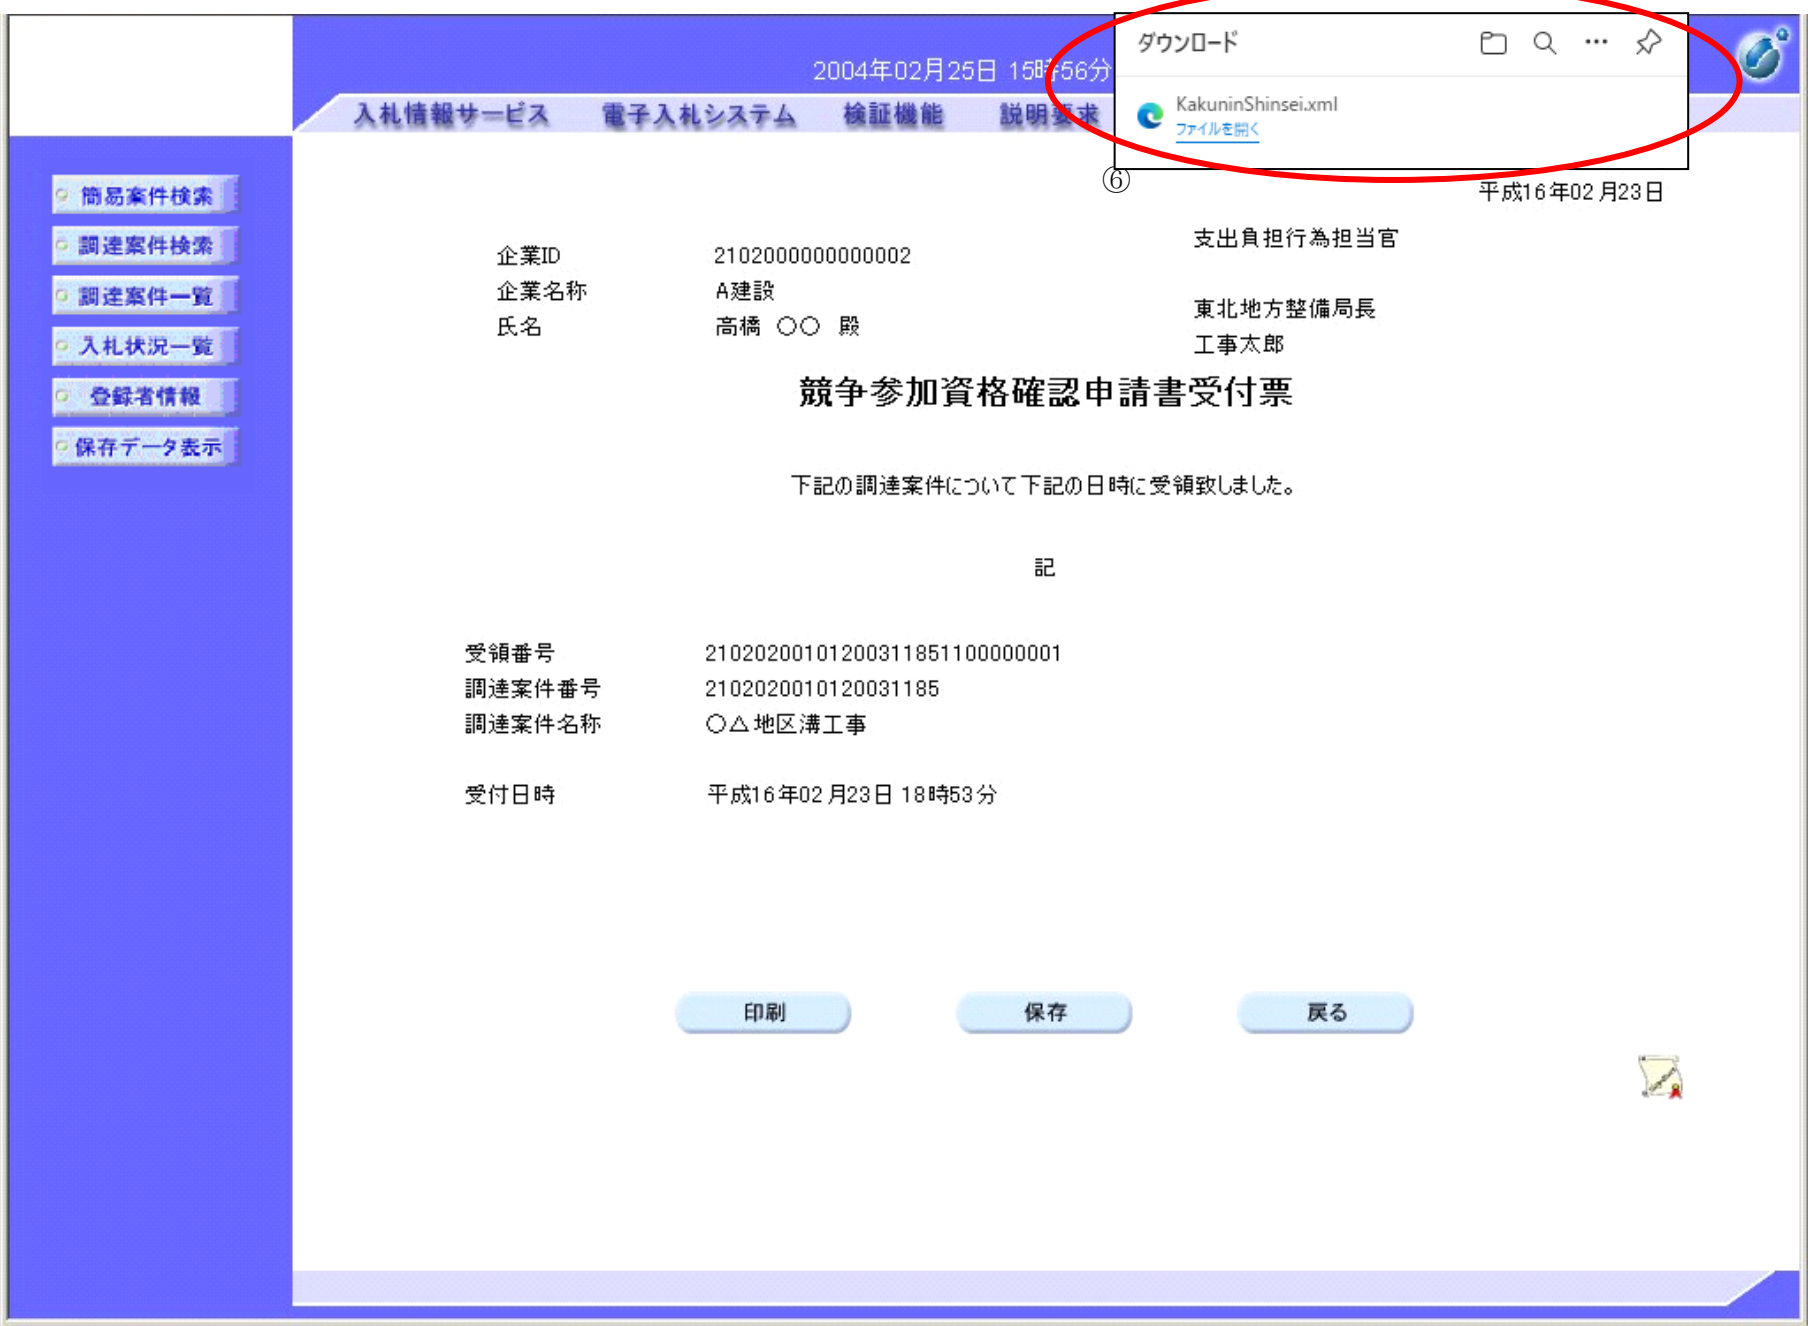 2004年02月25日 15時56分
ダウンロード
KakuninShinsei.xml
ファイルを開く
入札情報サービス 電子入札システム 検証機能 説明要求
⑥
簡易案件検索
調達案件検索
調達案件一覧
入札状況一覧
登録者情報
保存データ表示
平成16年02月23日
支出負担行為担当官
企業ID 2102000000000002
企業名称 A建設
東北地方整備局長
氏名 高橋 〇〇 殿
工事太郎
競争参加資格確認申請書受付票
下記の調達案件について下記の日時に受領致しました。
記
受領番号 21020200101200311851100000001
調達案件番号 2102020010120031185
調達案件名称 〇△地区溝工事
受付日時 平成16年02月23日 18時53分
印刷 保存 戻る